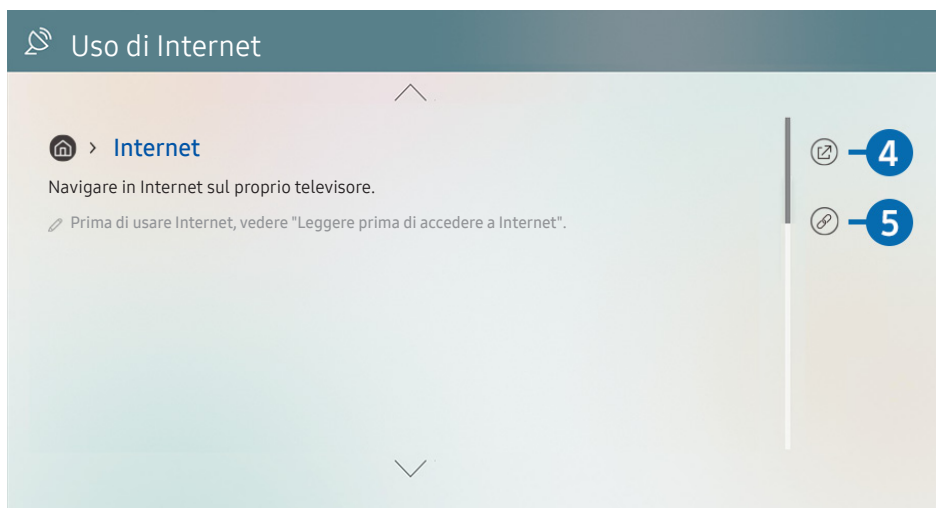 Uso di Internet
> Internet
Navigare in Internet sul proprio televisore.
Prima di usare Internet, vedere "Leggere prima di accedere a Internet".
4
5